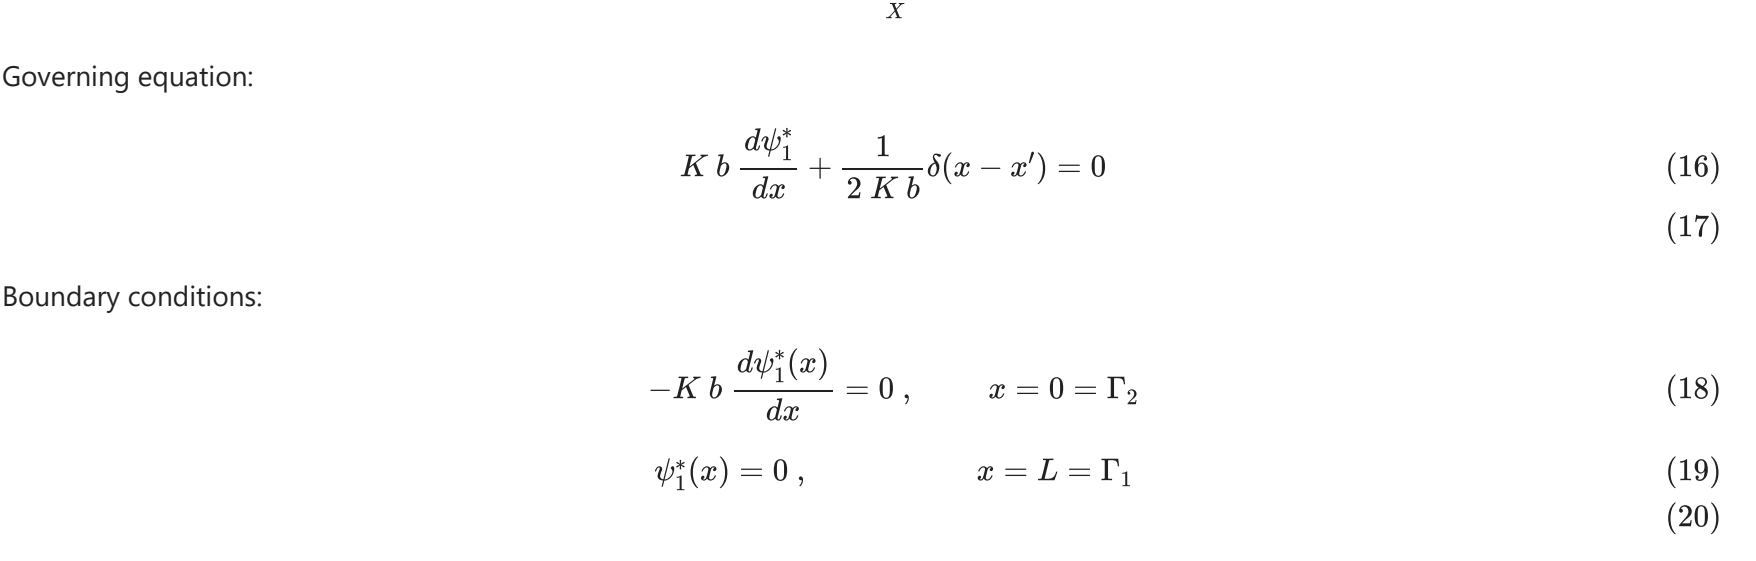 X
Governing equation:
K b dψ₁*/dx + 1/(2 K b) δ(x − x′) = 0 (16)
(17)
Boundary conditions:
−K b dψ₁*(x)/dx = 0 , x = 0 = Γ₂ (18)
ψ₁*(x) = 0 , x = L = Γ₁ (19)
(20)